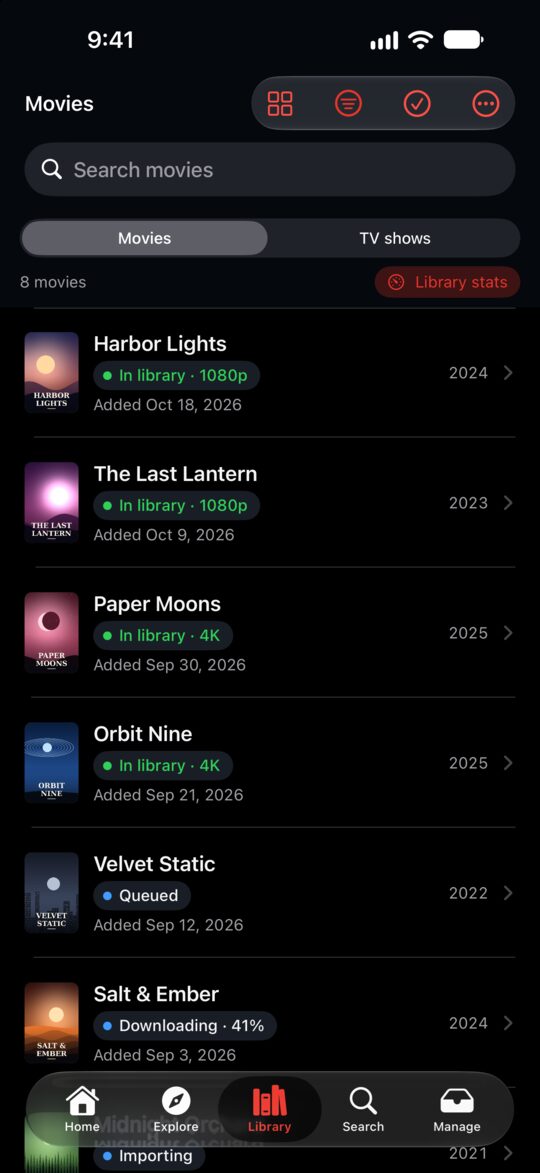 9:41
Movies
Search movies
Movies
TV shows
8 movies
Library stats
HARBOR
LIGHTS
Harbor Lights
In library · 1080p
Added Oct 18, 2026
2024
THE LAST
LANTERN
The Last Lantern
In library · 1080p
Added Oct 9, 2026
2023
PAPER
MOONS
Paper Moons
In library · 4K
Added Sep 30, 2026
2025
ORBIT
NINE
Orbit Nine
In library · 4K
Added Sep 21, 2026
2025
VELVET
STATIC
Velvet Static
Queued
Added Sep 12, 2026
2022
SALT &
EMBER
Salt & Ember
Downloading · 41%
Added Sep 3, 2026
2024
Midnight
Importing
2021
Home
Explore
Library
Search
Manage